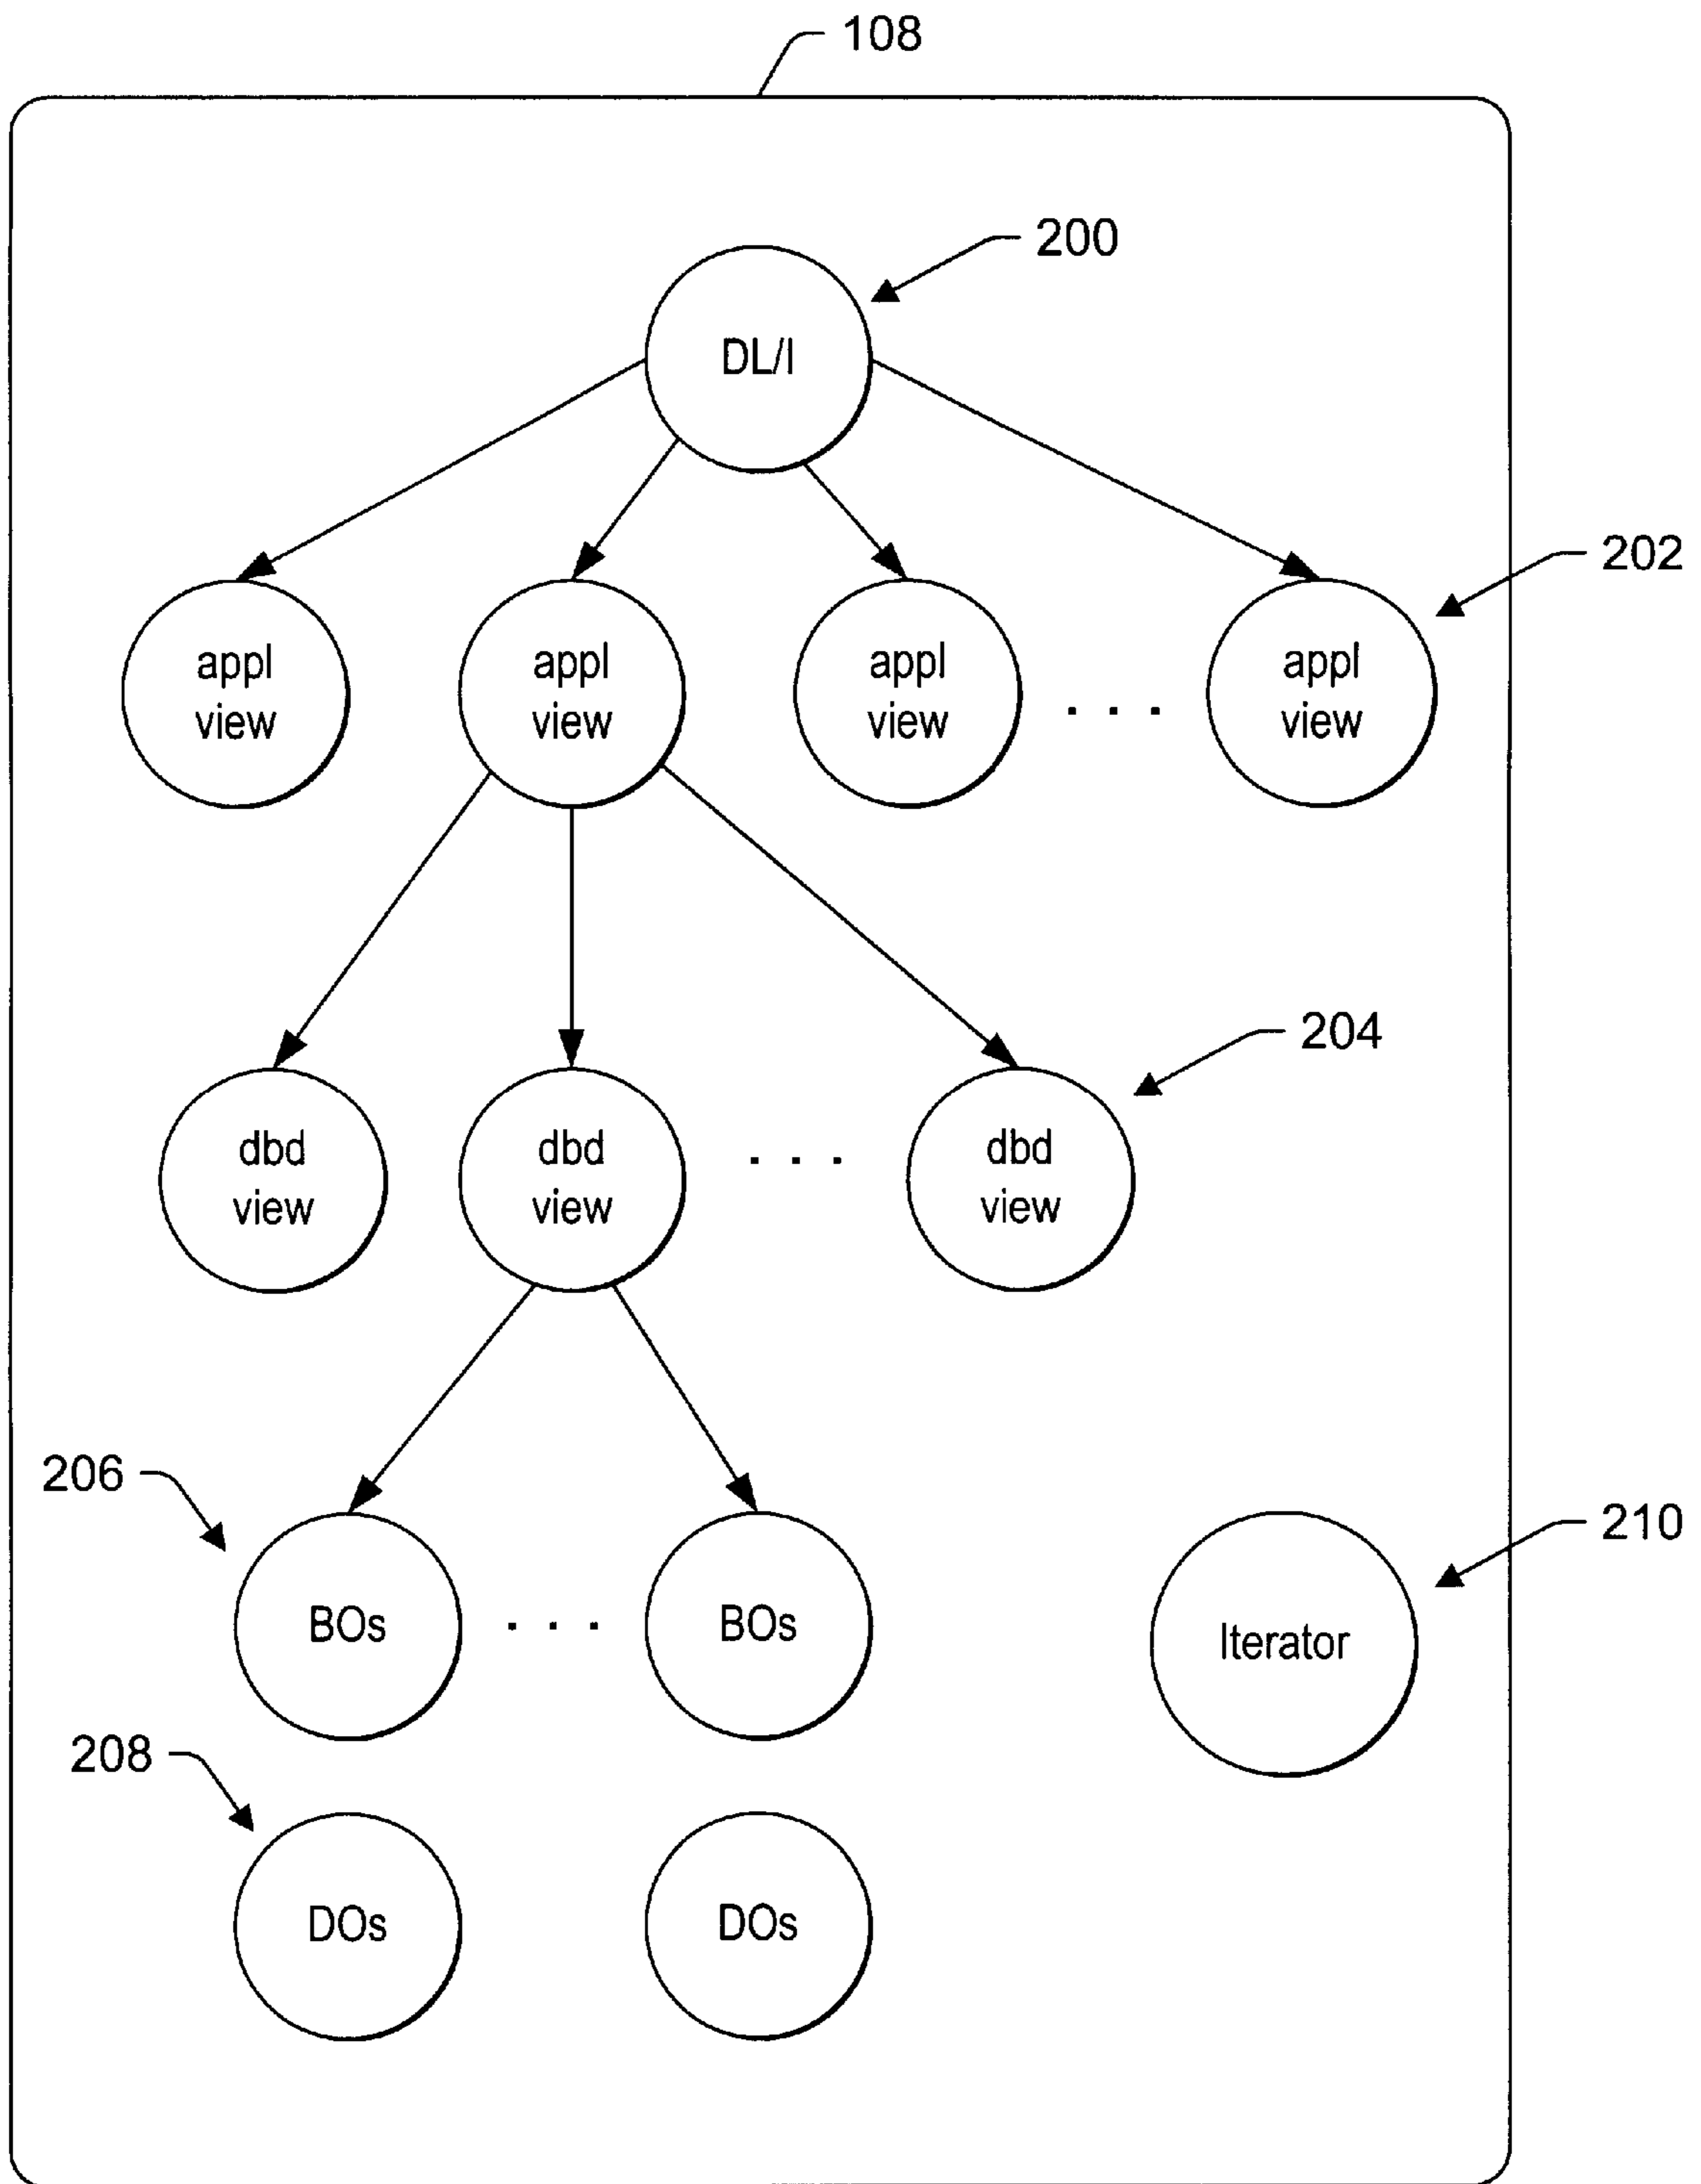 108
200
DL/I
202
appl view
appl view
appl view
. . .
appl view
204
dbd view
dbd view
. . .
dbd view
206
BOs
. . .
BOs
210
Iterator
208
DOs
DOs